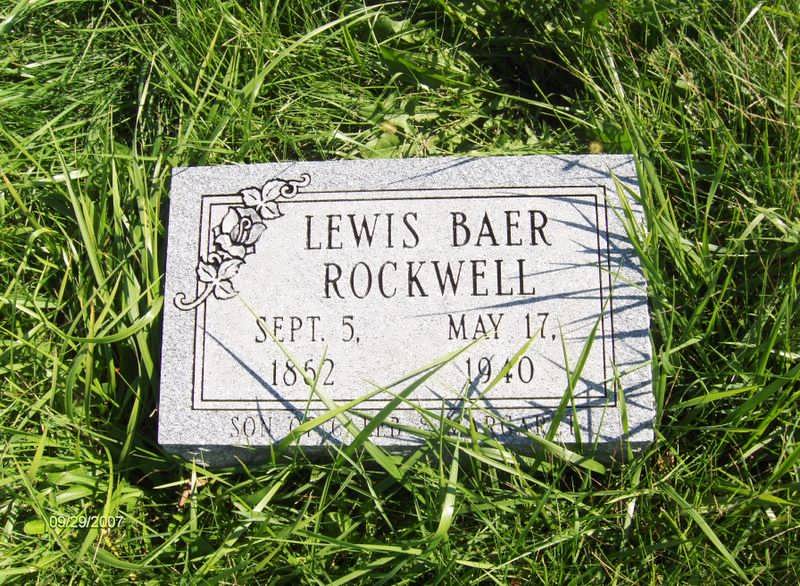 LEWIS BAER
ROCKWELL
SEPT. 5, MAY 17,
1862 1940
SON
09/29/2007